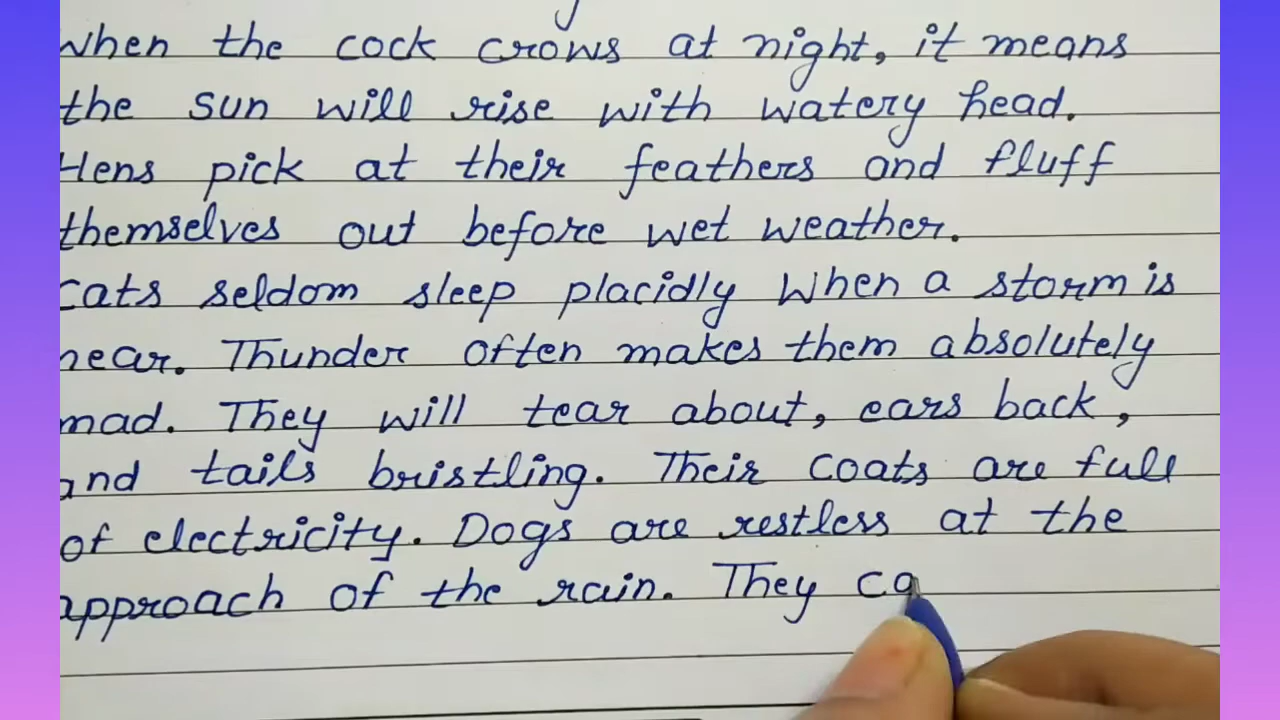 When the cock crows at night, it means
the sun will rise with watery head.
Hens pick at their feathers and fluff
themselves out before wet weather.
Cats seldom sleep placidly when a storm is
near. Thunder often makes them absolutely
mad. They will tear about, ears back,
and tails bristling. Their coats are full
of electricity. Dogs are restless at the
approach of the rain. They ca